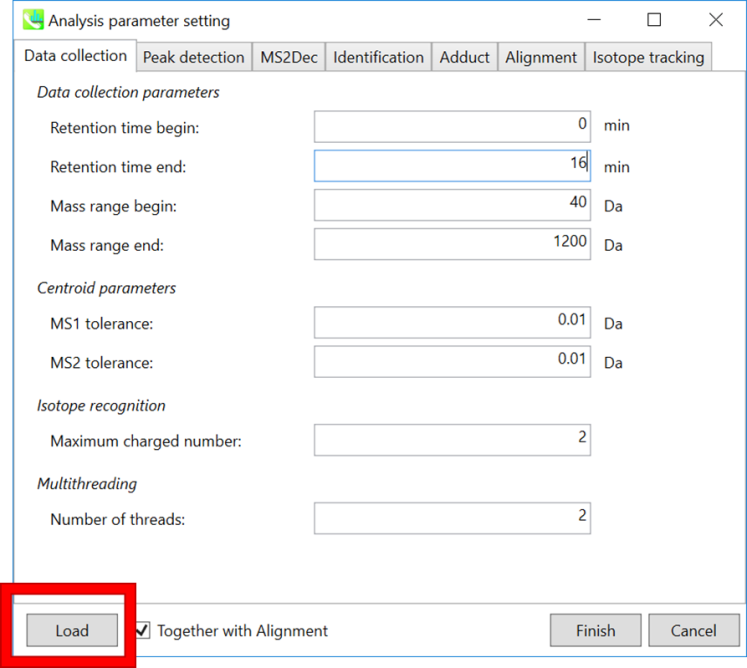 Analysis parameter setting
Data collection Peak detection MS2Dec Identification Adduct Alignment Isotope tracking
Data collection parameters
Retention time begin: 0 min
Retention time end: 16 min
Mass range begin: 40 Da
Mass range end: 1200 Da
Centroid parameters
MS1 tolerance: 0.01 Da
MS2 tolerance: 0.01 Da
Isotope recognition
Maximum charged number: 2
Multithreading
Number of threads: 2
Load Together with Alignment Finish Cancel